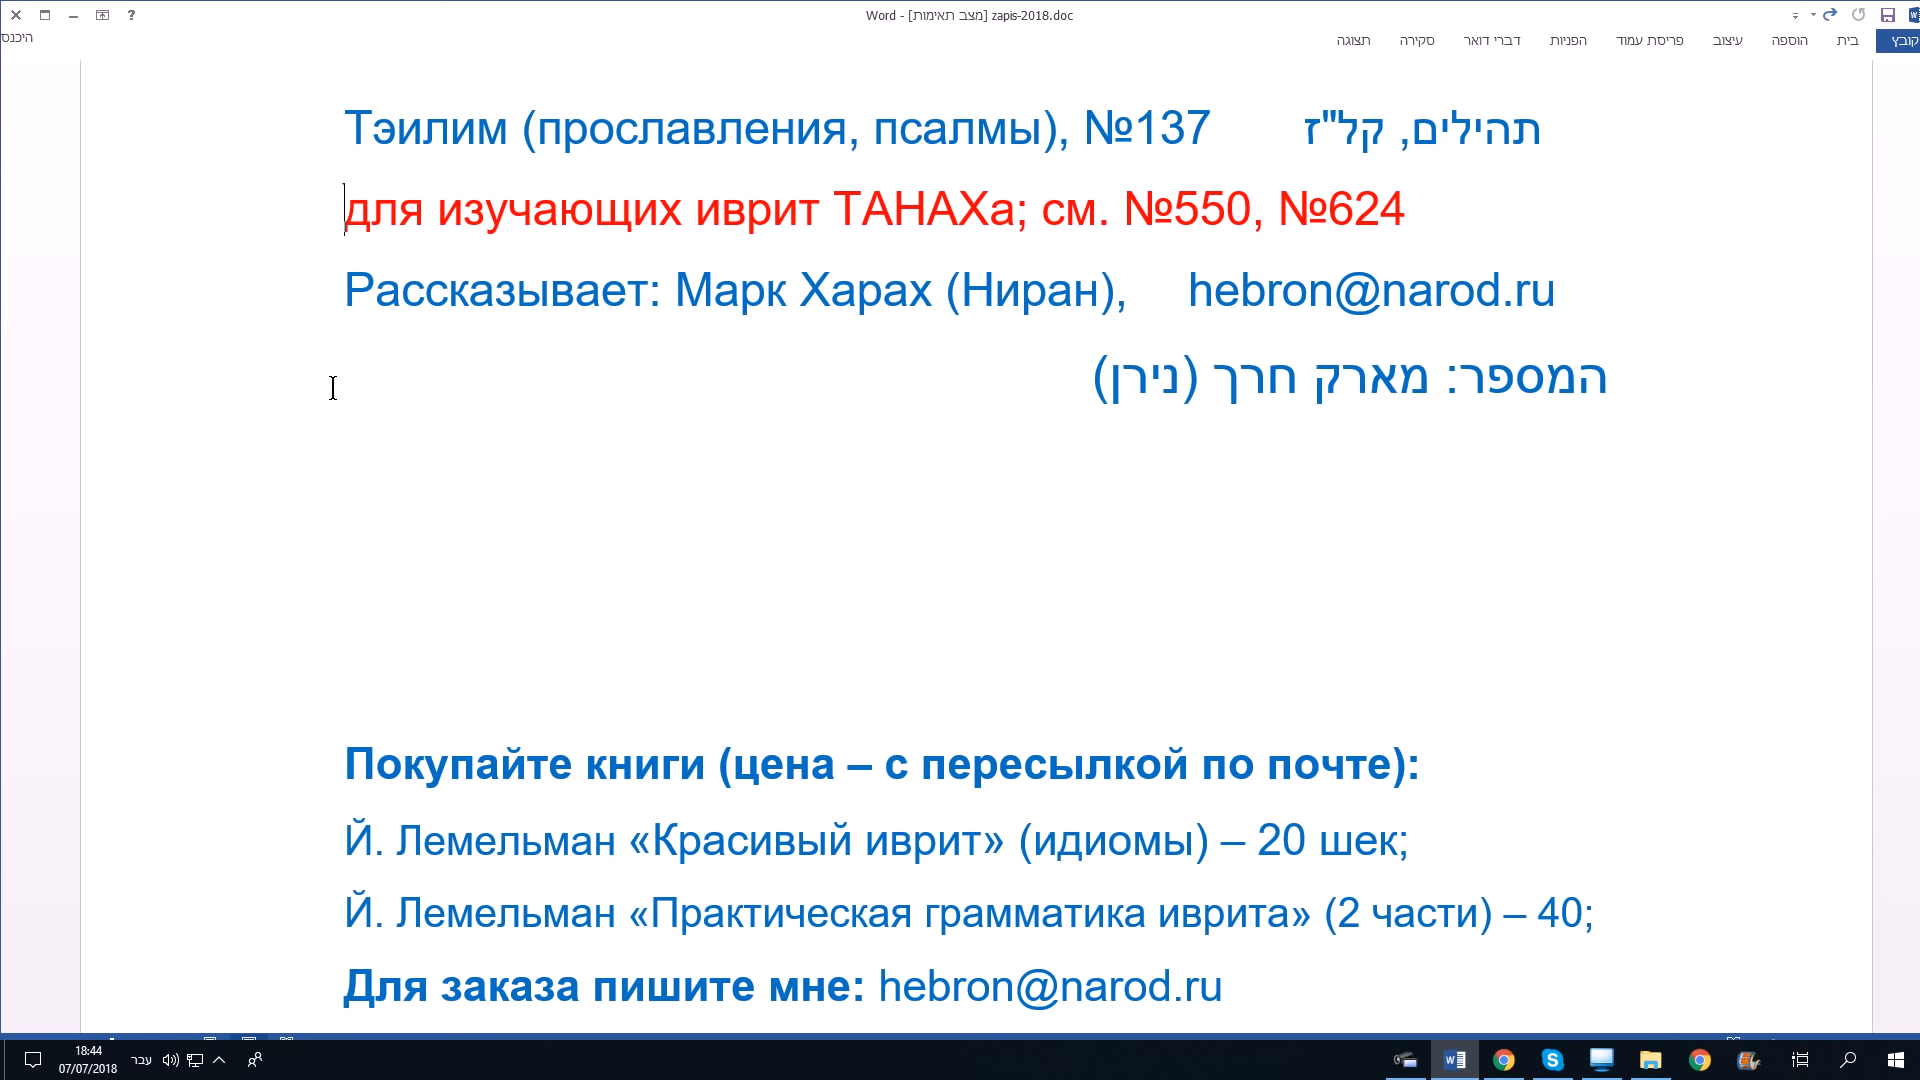 zapis-2018.doc [מצב תאימות] - Word
קובץ בית הוספה עיצוב פריסת עמוד הפניות דברי דואר סקירה תצוגה
היכנס
Тэилим (прославления, псалмы), №137 תהילים, קל"ז
для изучающих иврит ТАНАХа; см. №550, №624
Рассказывает: Марк Харах (Ниран), hebron@narod.ru
המספר: מארק חרך (נירן)
Покупайте книги (цена – с пересылкой по почте):
Й. Лемельман «Красивый иврит» (идиомы) – 20 шек;
Й. Лемельман «Практическая грамматика иврита» (2 части) – 40;
Для заказа пишите мне: hebron@narod.ru
18:44
עבר
07/07/2018